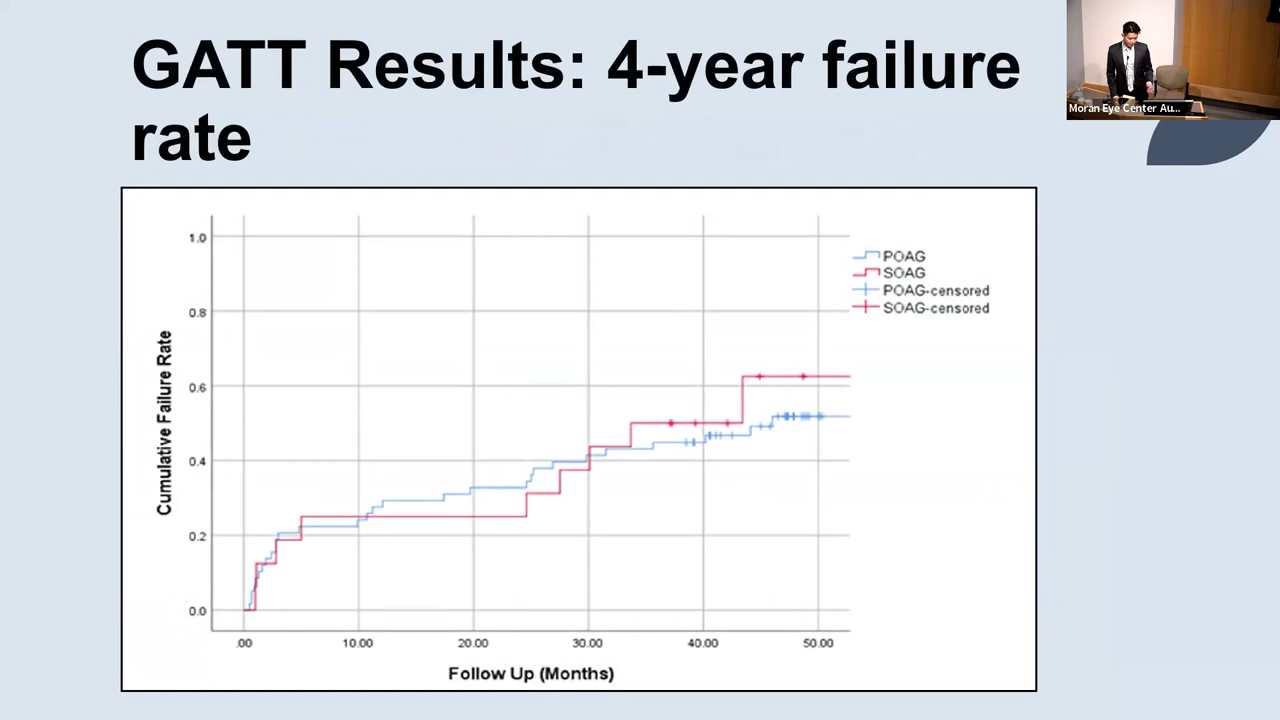 GATT Results: 4-year failure
rate
Moran Eye Center Au...
1.0
0.8
0.6
0.4
0.2
0.0
Cumulative Failure Rate
.00 10.00 20.00 30.00 40.00 50.00
Follow Up (Months)
POAG
SOAG
POAG-censored
SOAG-censored